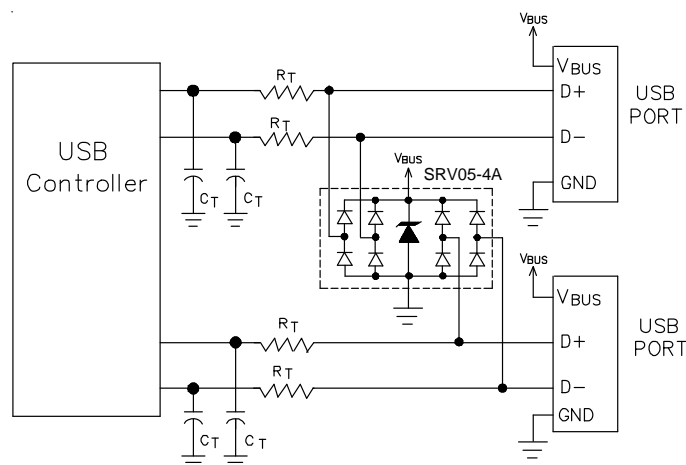 VBUS
VBUS
D+
D−
GND
USB
PORT
RT
RT
USB
Controller
CT
CT
VBUS
SRV05-4A
VBUS
VBUS
D+
D−
GND
USB
PORT
RT
RT
CT
CT